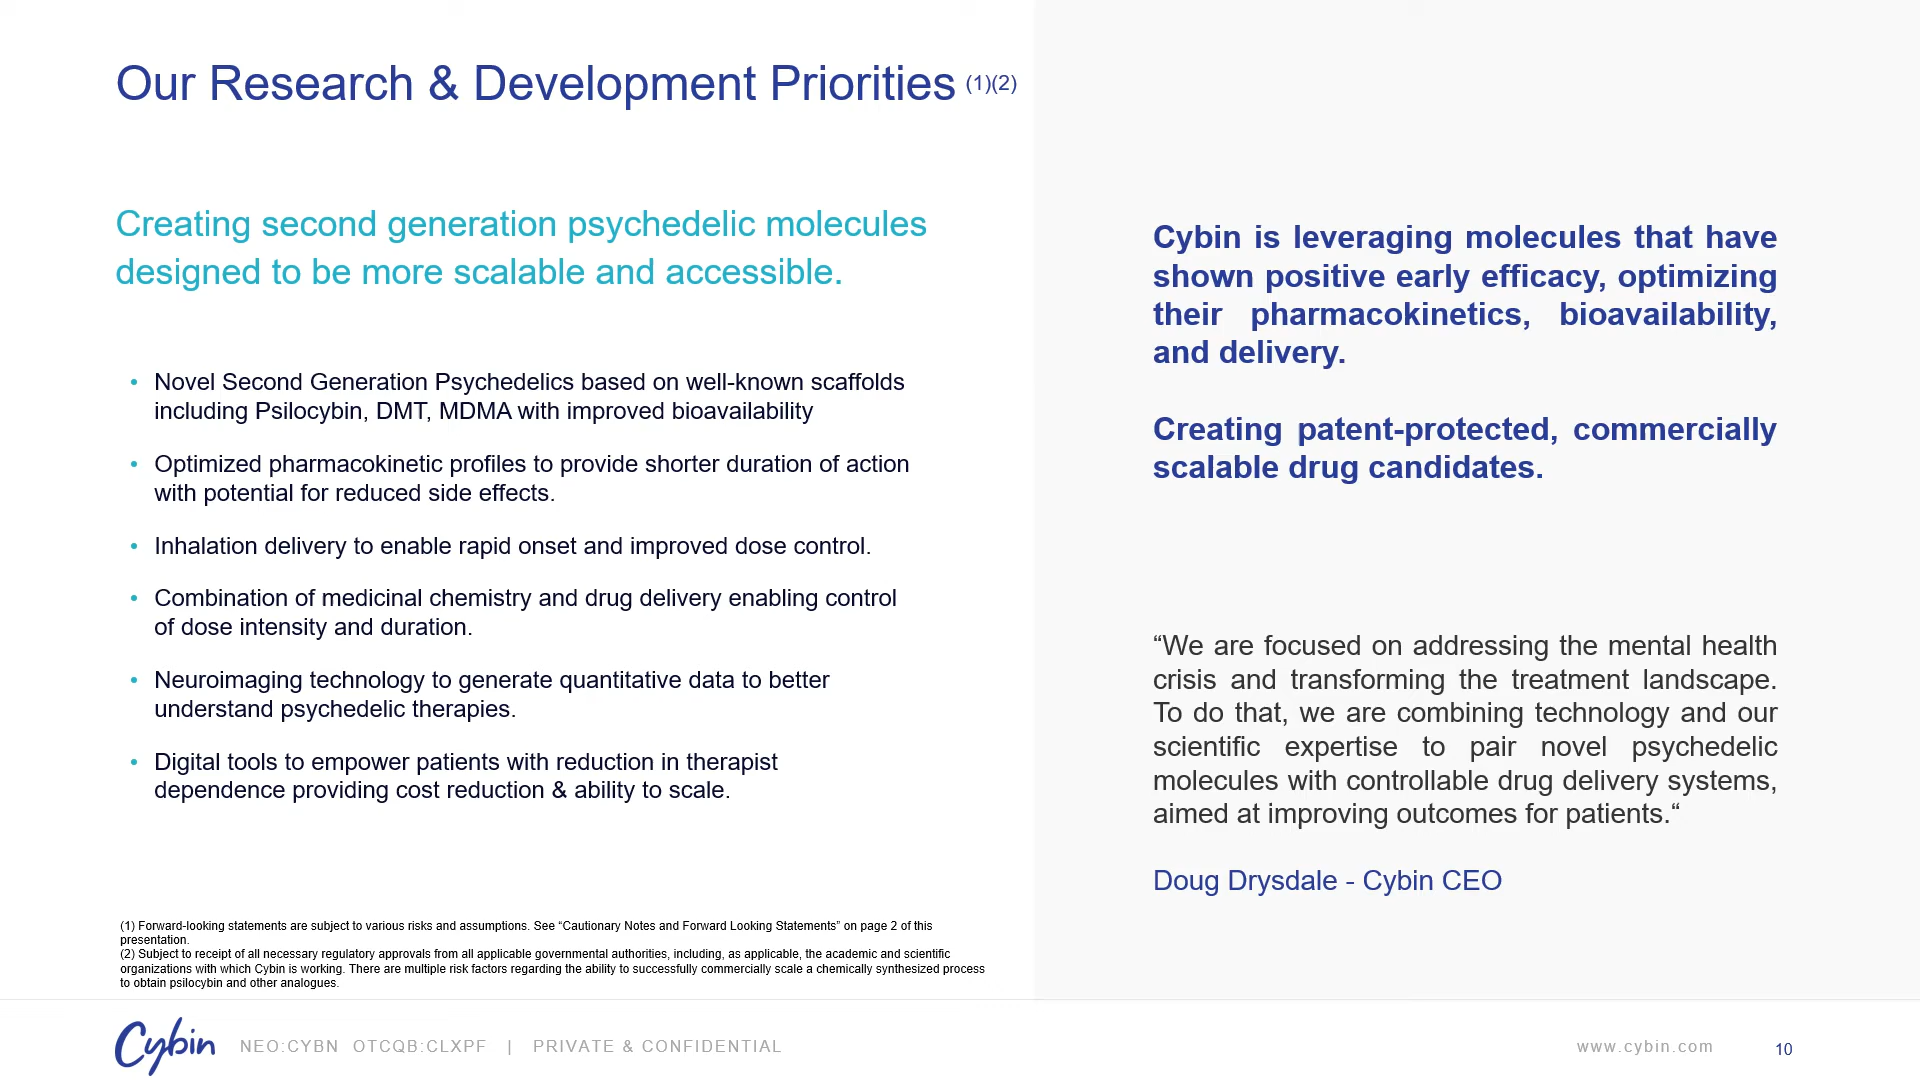 Our Research & Development Priorities (1)(2)
Creating second generation psychedelic molecules
designed to be more scalable and accessible.
• Novel Second Generation Psychedelics based on well-known scaffolds
including Psilocybin, DMT, MDMA with improved bioavailability
• Optimized pharmacokinetic profiles to provide shorter duration of action
with potential for reduced side effects.
• Inhalation delivery to enable rapid onset and improved dose control.
• Combination of medicinal chemistry and drug delivery enabling control
of dose intensity and duration.
• Neuroimaging technology to generate quantitative data to better
understand psychedelic therapies.
• Digital tools to empower patients with reduction in therapist
dependence providing cost reduction & ability to scale.
(1) Forward-looking statements are subject to various risks and assumptions. See “Cautionary Notes and Forward Looking Statements” on page 2 of this
presentation.
(2) Subject to receipt of all necessary regulatory approvals from all applicable governmental authorities, including, as applicable, the academic and scientific
organizations with which Cybin is working. There are multiple risk factors regarding the ability to successfully commercially scale a chemically synthesized process
to obtain psilocybin and other analogues.
Cybin is leveraging molecules that have
shown positive early efficacy, optimizing
their pharmacokinetics, bioavailability,
and delivery.
Creating patent-protected, commercially
scalable drug candidates.
“We are focused on addressing the mental health
crisis and transforming the treatment landscape.
To do that, we are combining technology and our
scientific expertise to pair novel psychedelic
molecules with controllable drug delivery systems,
aimed at improving outcomes for patients.“
Doug Drysdale - Cybin CEO
Cybin NEO:CYBN OTCQB:CLXPF | PRIVATE & CONFIDENTIAL
www.cybin.com 10